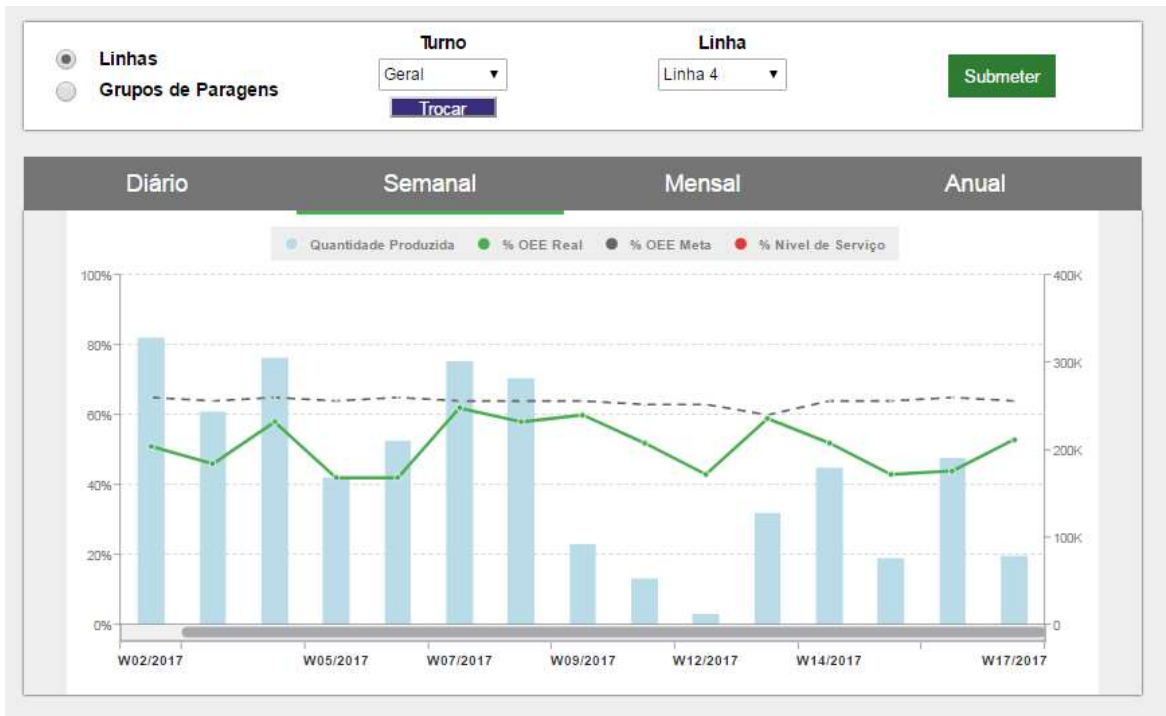 Linhas
Grupos de Paragens
Turno
Geral
Trocar
Linha
Linha 4
Submeter
Diário Semanal Mensal Anual
Quantidade Produzida % OEE Real % OEE Meta % Nivel de Serviço
100%
80%
60%
40%
20%
0%
400K
300K
200K
100K
0
W02/2017 W05/2017 W07/2017 W09/2017 W12/2017 W14/2017 W17/2017